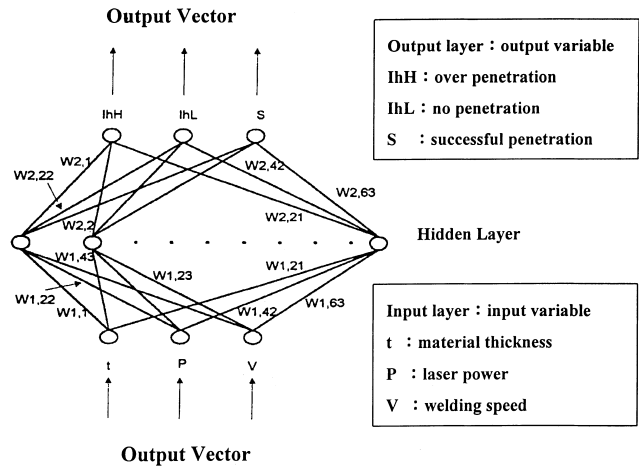 Output Vector
IhH
IhL
S
W2,1
W2,22
W2,2
W2,42
W2,63
W2,21
Hidden Layer
W1,43
W1,22
W1,1
W1,23
W1,21
W1,42
W1,63
t
P
V
Output Vector
Output layer : output variable
IhH : over penetration
IhL : no penetration
S : successful penetration
Input layer : input variable
t : material thickness
P : laser power
V : welding speed